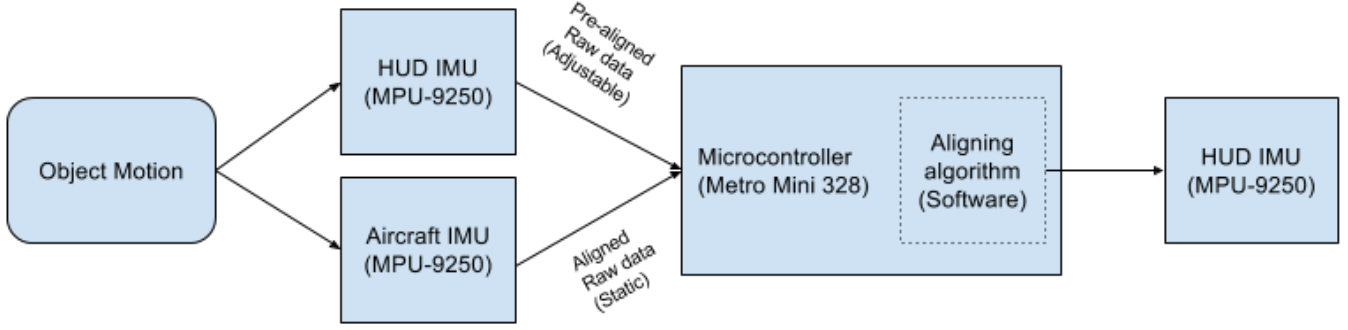 Object Motion
HUD IMU
(MPU-9250)
Aircraft IMU
(MPU-9250)
Pre-aligned
Raw data
(Adjustable)
Aligned
Raw data
(Static)
Microcontroller
(Metro Mini 328)
Aligning
algorithm
(Software)
HUD IMU
(MPU-9250)